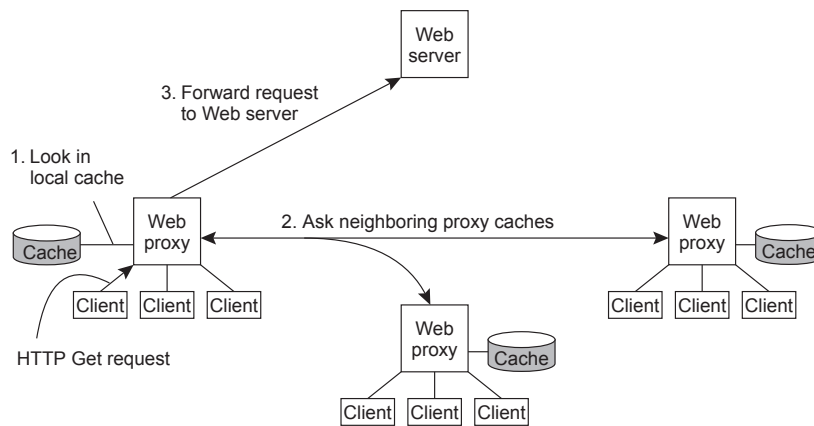 Web
server
3. Forward request
to Web server
1. Look in
local cache
Web
proxy
Cache
2. Ask neighboring proxy caches
Web
proxy
Cache
Client
Client
Client
Client
Client
Client
HTTP Get request
Web
proxy
Cache
Client
Client
Client